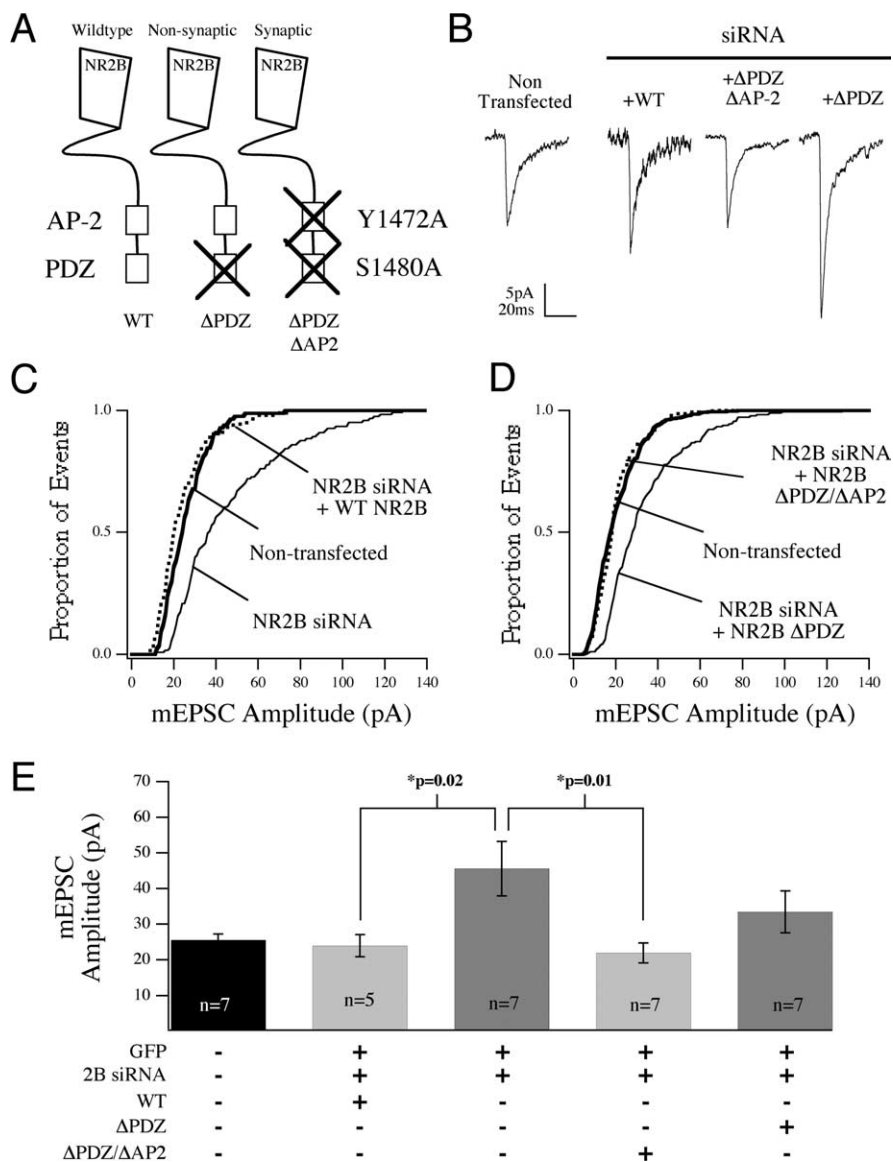 A
Wildtype Non-synaptic Synaptic
NR2B NR2B NR2B
AP-2
PDZ
Y1472A
S1480A
WT ΔPDZ ΔPDZ
ΔAP2
B
siRNA
Non
Transfected
+WT
+ΔPDZ
ΔAP-2
+ΔPDZ
5pA
20ms
C
Proportion of Events
1.0
0.5
0.0
NR2B siRNA
+ WT NR2B
Non-transfected
NR2B siRNA
0 20 40 60 80 100 120 140
mEPSC Amplitude (pA)
D
Proportion of Events
1.0
0.5
0.0
NR2B siRNA
+ NR2B
ΔPDZ/ΔAP2
Non-transfected
NR2B siRNA
+ NR2B ΔPDZ
0 20 40 60 80 100 120 140
mEPSC Amplitude (pA)
E
mEPSC
Amplitude (pA)
70
60
50
40
30
20
10
*p=0.02 *p=0.01
n=7 n=5 n=7 n=7 n=7
GFP - + + + +
2B siRNA - + + + +
WT - + - - -
ΔPDZ - - - - +
ΔPDZ/ΔAP2 - - - + -